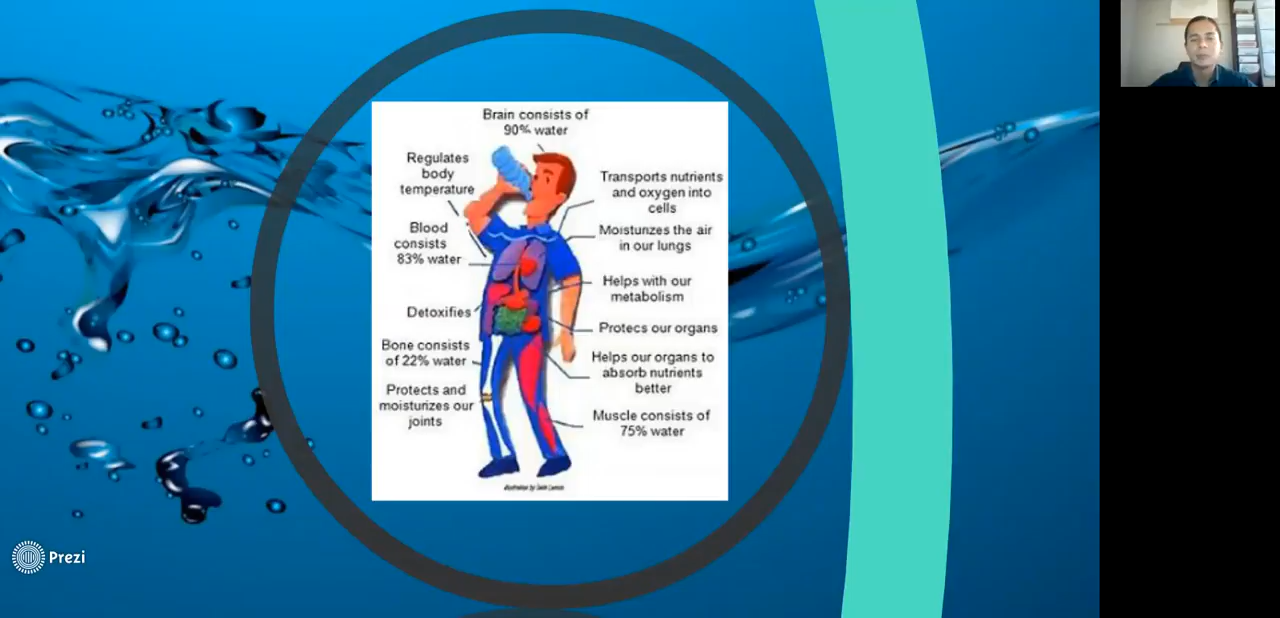 Brain consists of
90% water
Regulates
body
temperature
Transports nutrients
and oxygen into
cells
Blood
consists
83% water
Moisturizes the air
in our lungs
Helps with our
metabolism
Detoxifies
Protecs our organs
Bone consists
of 22% water
Helps our organs to
absorb nutrients
better
Protects and
moisturizes our
joints
Muscle consists of
75% water
Prezi